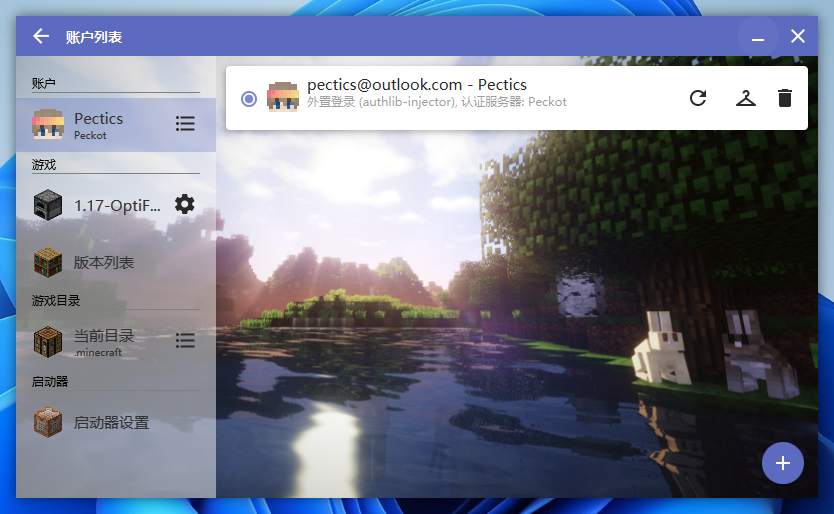 账户列表
账户
Pectics
Peckot
游戏
1.17-OptiF...
版本列表
游戏目录
当前目录
.minecraft
启动器
启动器设置
pectics@outlook.com - Pectics
外置登录 (authlib-injector), 认证服务器: Peckot